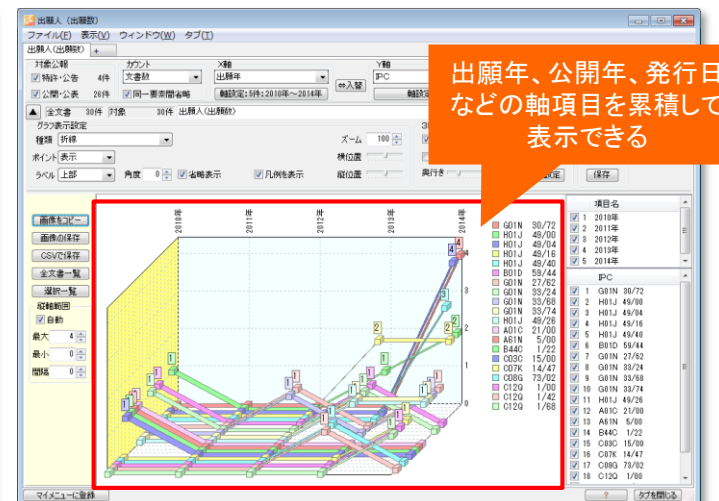 出願人（出願数）
ファイル(F) 表示(V) ウィンドウ(W) タブ(T)
出願人(出願数) +
対象公報 カウント X軸 Y軸
特許・公告 4件 文書数 出願年 ⇔入替 IPC
公開・公表 26件 同一要素間省略 軸設定:5件:2010年～2014年
出願年、公開年、発行日
などの軸項目を累積して
表示できる
▲ 全文書 30件 対象 30件 出願人(出願数)
グラフ表示設定
種類 折線 ズーム 100
ポイント 表示 横位置
ラベル 上部 角度 0 省略表示 凡例を表示 縦位置 奥行き 保存
画像をコピー
画像の保存
CSVで保存
全文書一覧
選択一覧
縦軸範囲
自動
最大 4
最小 0
間隔 0
2010年 2011年 2012年 2013年 2014年
4
3
2
1
0
G01N 30/72
H01J 49/00
H01J 49/04
H01J 49/16
H01J 49/40
B01D 59/44
G01N 27/62
G01N 33/24
G01N 33/68
G01N 33/74
H01J 49/26
A01C 21/00
A61N 5/00
B44C 1/22
C03C 15/00
C07K 14/47
C08G 73/02
C12Q 1/00
C12Q 1/42
C12Q 1/68
項目名
1 2010年
2 2011年
3 2012年
4 2013年
5 2014年
IPC
1 G01N 30/72
2 H01J 49/00
3 H01J 49/04
4 H01J 49/16
5 H01J 49/40
6 B01D 59/44
7 G01N 27/62
8 G01N 33/24
9 G01N 33/68
10 G01N 33/74
11 H01J 49/26
12 A01C 21/00
13 A61N 5/00
14 B44C 1/22
15 C03C 15/00
16 C07K 14/47
17 C08G 73/02
18 C12Q 1/00
マイメニューに登録 ? タブを閉じる